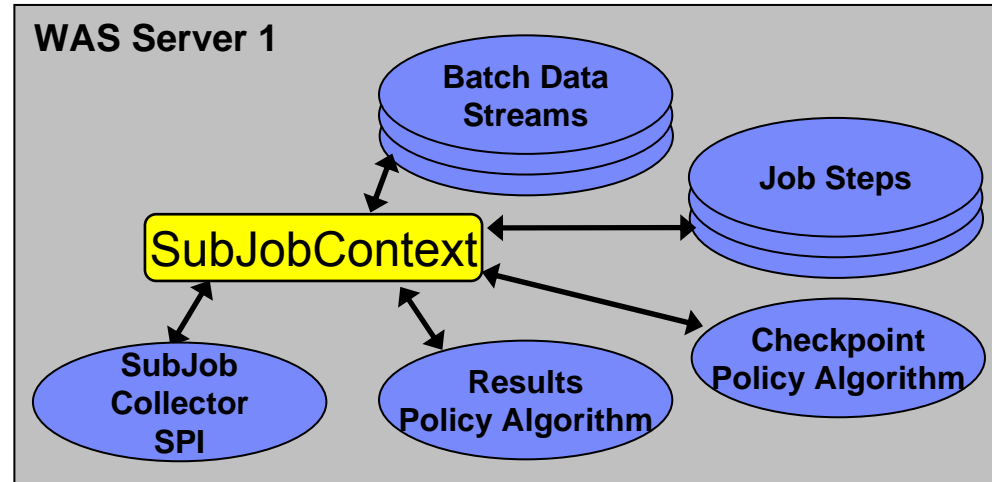 WAS Server 1
Batch Data
Streams
Job Steps
SubJobContext
SubJob
Collector
SPI
Results
Policy Algorithm
Checkpoint
Policy Algorithm